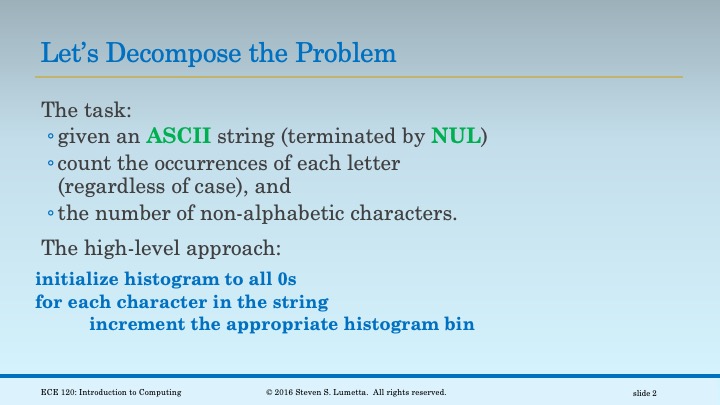 Let's Decompose the Problem
The task:
◦given an ASCII string (terminated by NUL)
◦count the occurrences of each letter
(regardless of case), and
◦the number of non-alphabetic characters.
The high-level approach:
initialize histogram to all 0s
for each character in the string
increment the appropriate histogram bin
ECE 120: Introduction to Computing © 2016 Steven S. Lumetta. All rights reserved. slide 2